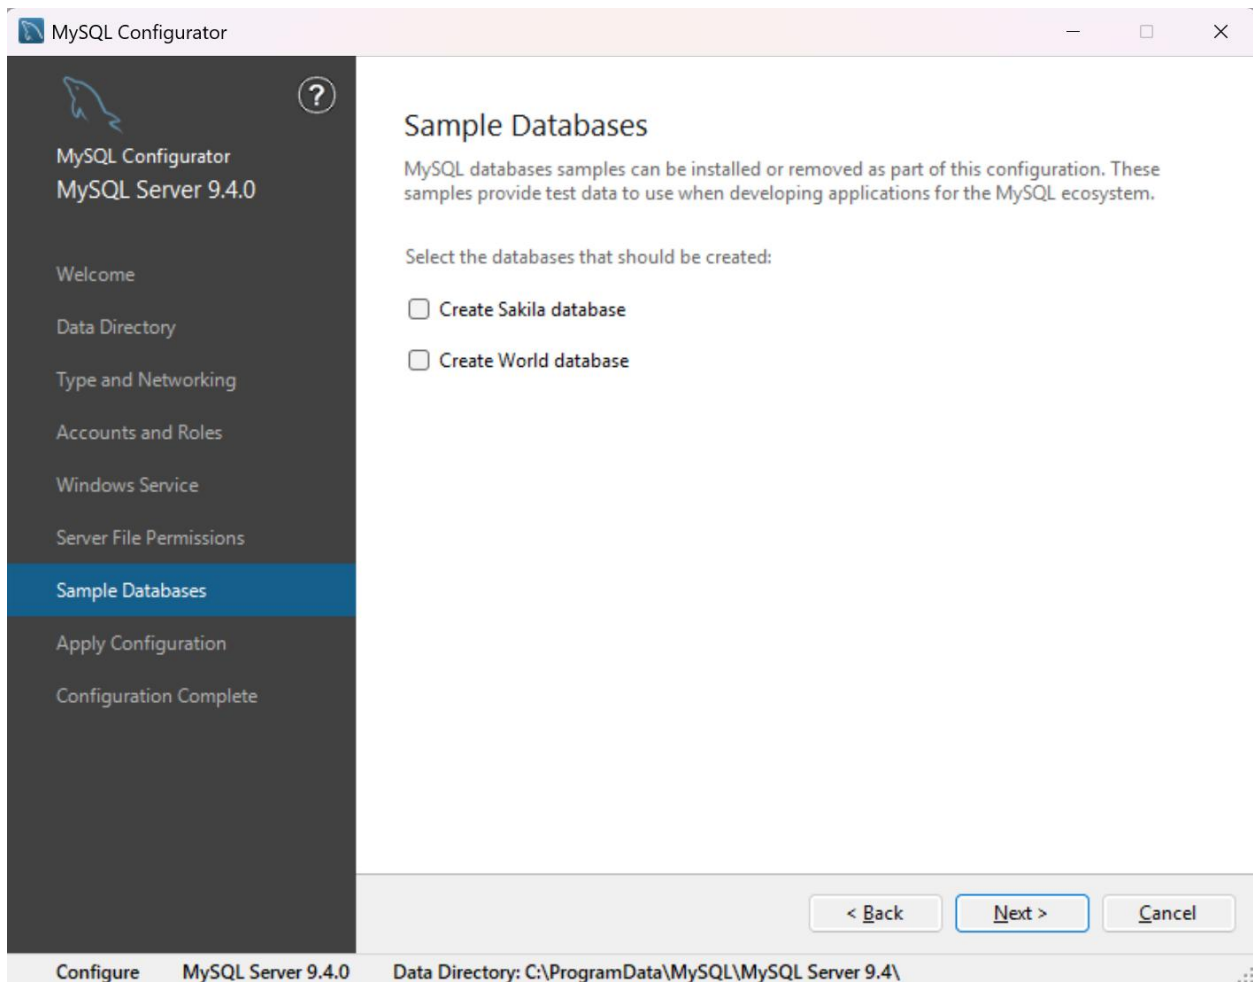 MySQL Configurator
?
MySQL Configurator
MySQL Server 9.4.0
Welcome
Data Directory
Type and Networking
Accounts and Roles
Windows Service
Server File Permissions
Sample Databases
Apply Configuration
Configuration Complete
Sample Databases
MySQL databases samples can be installed or removed as part of this configuration. These
samples provide test data to use when developing applications for the MySQL ecosystem.
Select the databases that should be created:
Create Sakila database
Create World database
< Back Next > Cancel
Configure MySQL Server 9.4.0 Data Directory: C:\ProgramData\MySQL\MySQL Server 9.4\